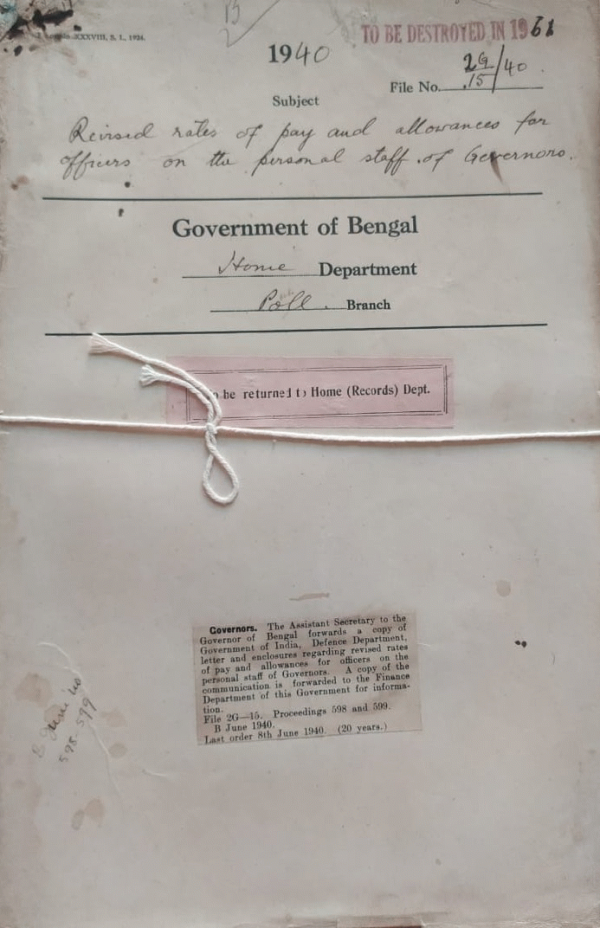 XXXVIII, S. I., 1924.
15
TO BE DESTROYED IN 1961
1940
File No. 2G/15/40
Subject
Revised rates of pay and allowances for
officers on the personal staff of Governors.
Government of Bengal
Home Department
Poll. Branch
be returned to Home (Records) Dept.
Governors. The Assistant Secretary to the
Governor of Bengal forwards a copy of
Government of India, Defence Department,
letter and enclosures regarding revised rates
of pay and allowances for officers on the
personal staff of Governors. A copy of the
communication is forwarded to the Finance
Department of this Government for informa-
tion.
File 2G—15. Proceedings 598 and 599.
B June 1940.
Last order 8th June 1940. (20 years.)
B June 40
598-599